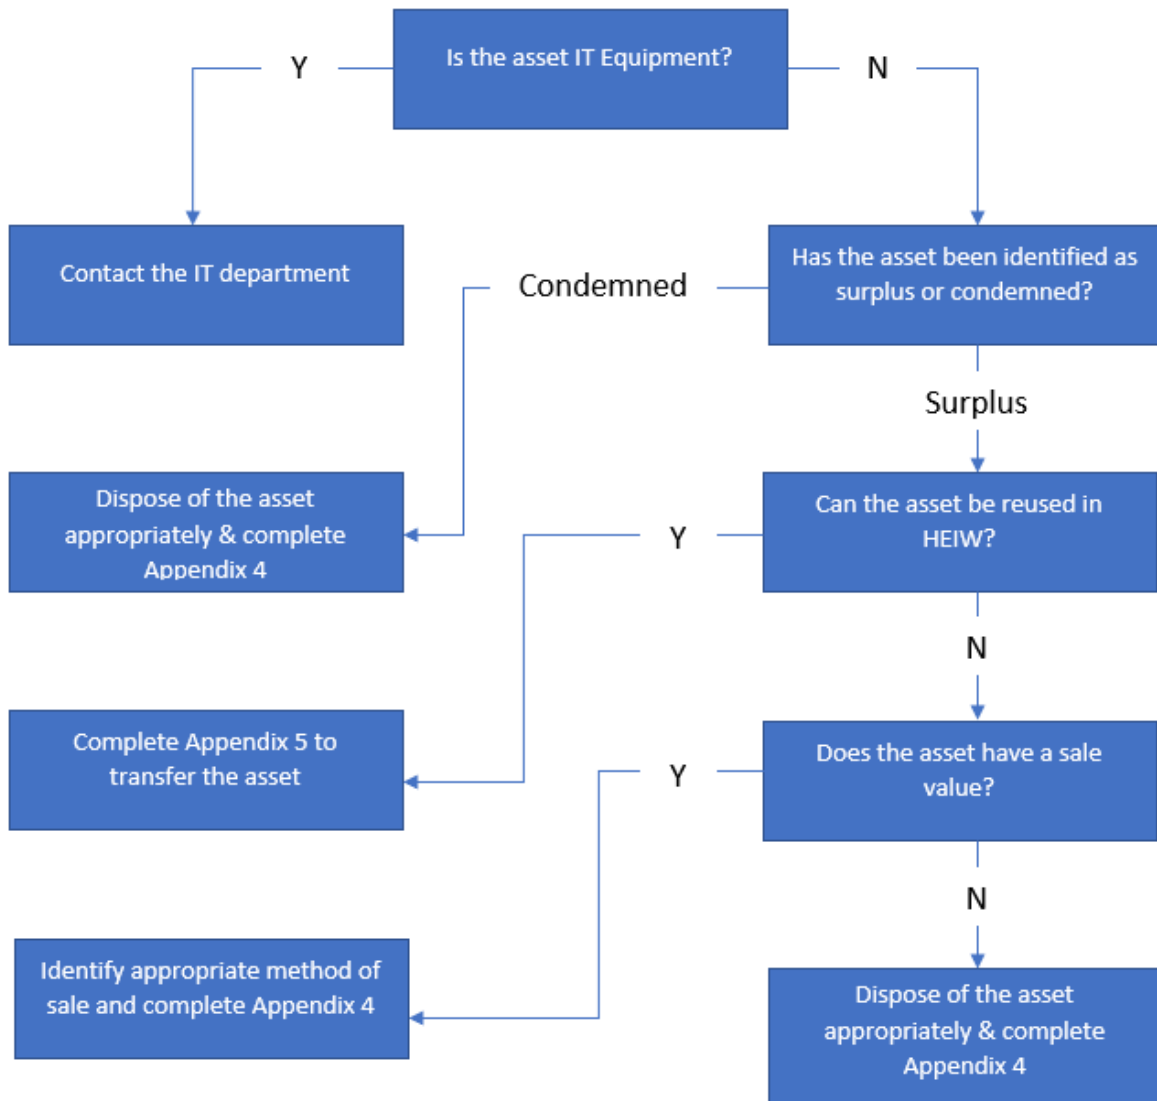 Is the asset IT Equipment?
Y
N
Contact the IT department
Has the asset been identified as
surplus or condemned?
Condemned
Surplus
Dispose of the asset
appropriately & complete
Appendix 4
Can the asset be reused in
HEIW?
Y
N
Complete Appendix 5 to
transfer the asset
Does the asset have a sale
value?
Y
N
Identify appropriate method of
sale and complete Appendix 4
Dispose of the asset
appropriately & complete
Appendix 4